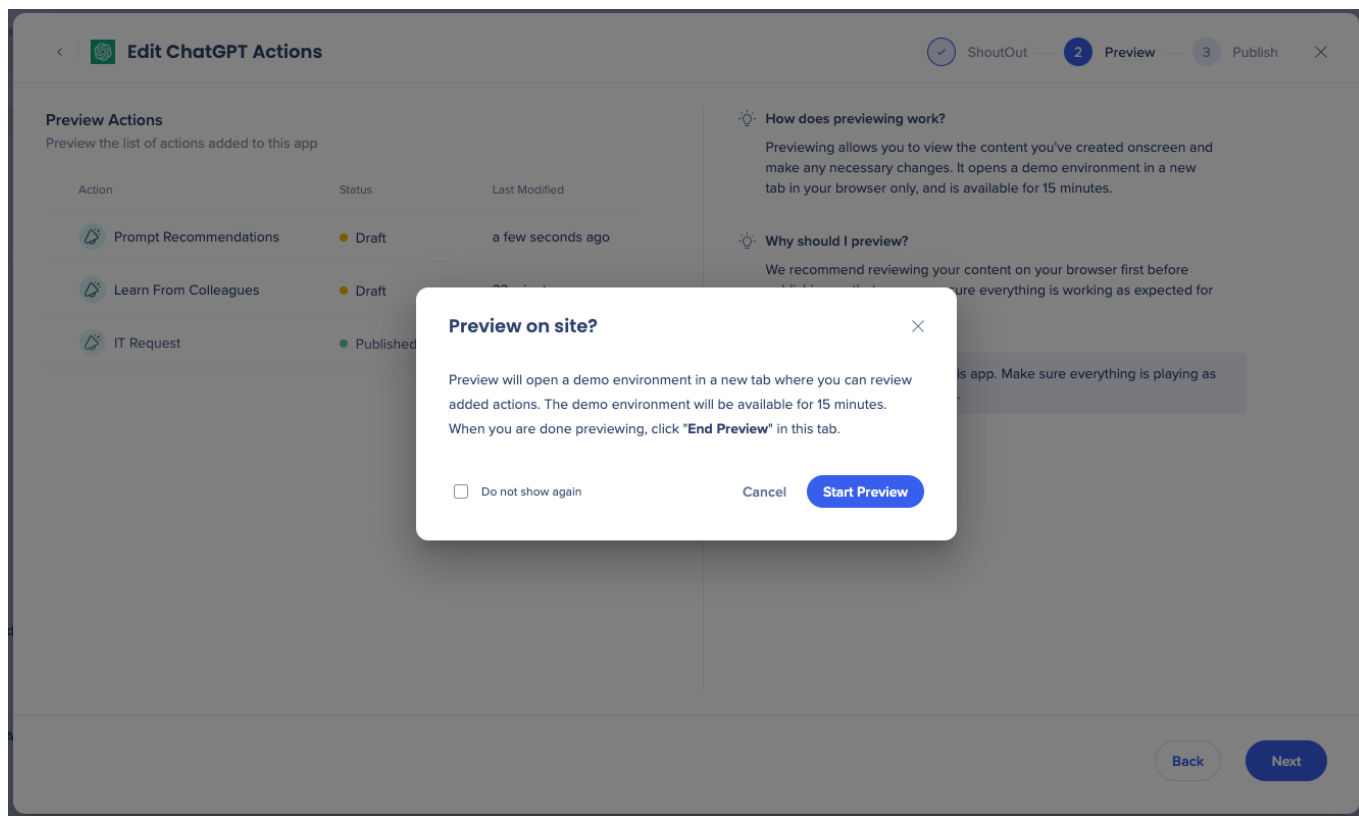 Edit ChatGPT Actions
ShoutOut
2
Preview
3
Publish
Preview Actions
Preview the list of actions added to this app
Action Status Last Modified
Prompt Recommendations Draft a few seconds ago
Learn From Colleagues Draft
IT Request Published
How does previewing work?
Previewing allows you to view the content you've created onscreen and
make any necessary changes. It opens a demo environment in a new
tab in your browser only, and is available for 15 minutes.
Why should I preview?
We recommend reviewing your content on your browser first before
sure everything is working as expected for
is app. Make sure everything is playing as
Preview on site?
Preview will open a demo environment in a new tab where you can review
added actions. The demo environment will be available for 15 minutes.
When you are done previewing, click "End Preview" in this tab.
Do not show again
Cancel
Start Preview
Back
Next